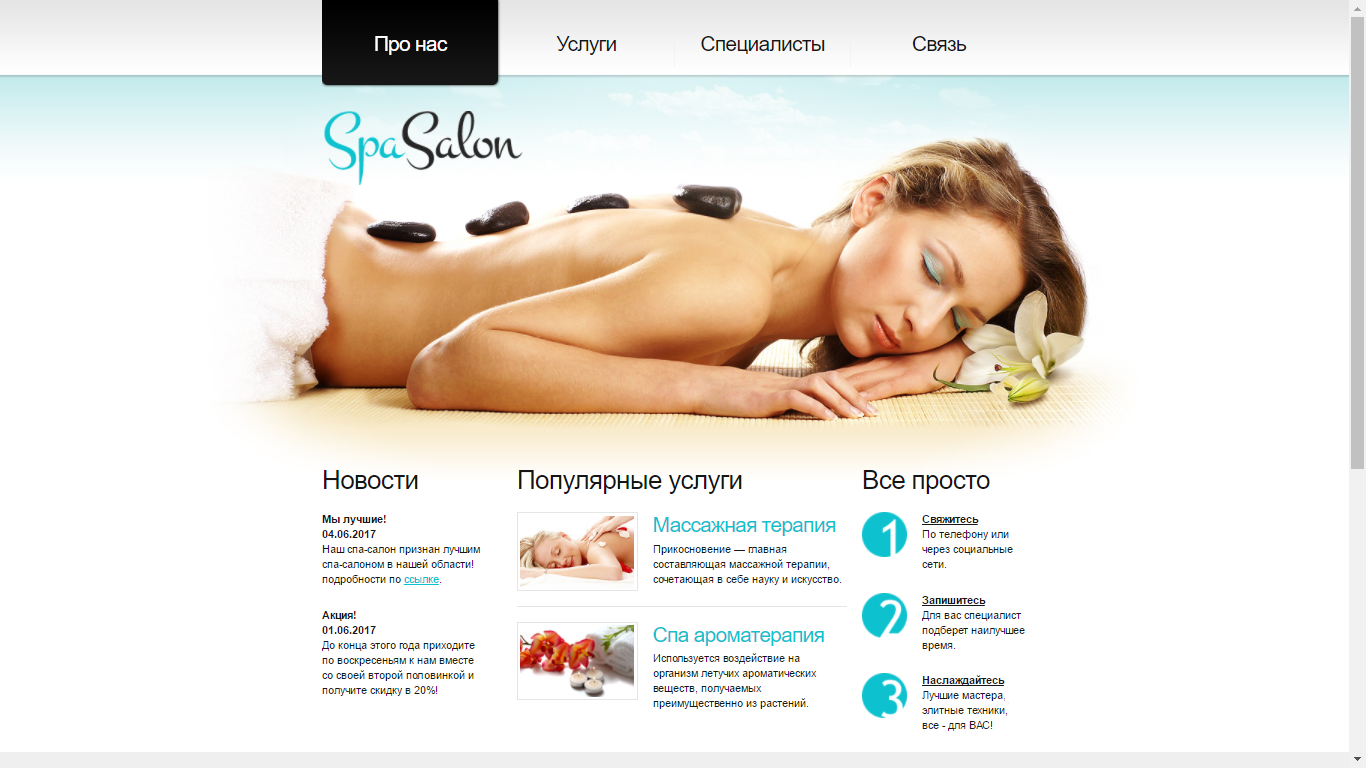 Про нас
Услуги
Специалисты
Связь
SpaSalon
Новости
Мы лучшие!
04.06.2017
Наш спа-салон признан лучшим
спа-салоном в нашей области!
подробности по ссылке.
Акция!
01.06.2017
До конца этого года приходите
по воскресеньям к нам вместе
со своей второй половинкой и
получите скидку в 20%!
Популярные услуги
Массажная терапия
Прикосновение — главная
составляющая массажной терапии,
сочетающая в себе науку и искусство.
Спа ароматерапия
Используется воздействие на
организм летучих ароматических
веществ, получаемых
преимущественно из растений.
Все просто
1
Свяжитесь
По телефону или
через социальные
сети.
2
Запишитесь
Для вас специалист
подберет наилучшее
время.
3
Наслаждайтесь
Лучшие мастера,
элитные техники,
все - для ВАС!